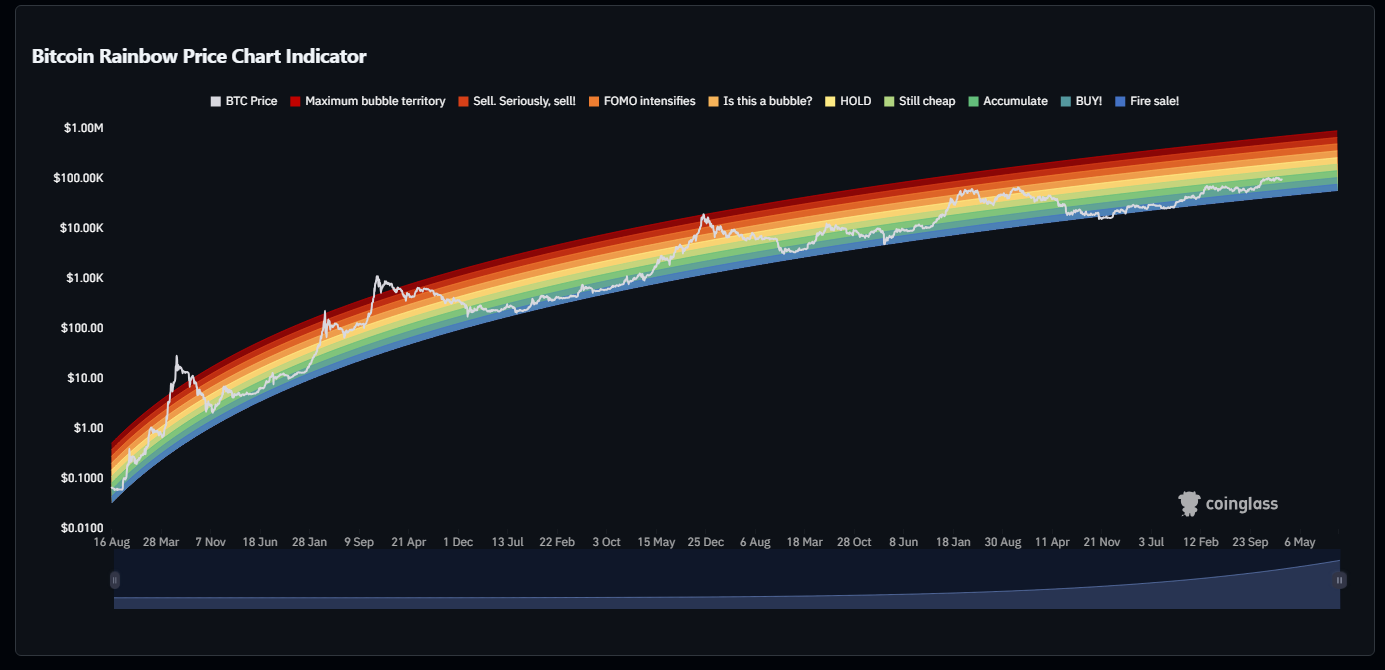 Bitcoin Rainbow Price Chart Indicator
BTC Price Maximum bubble territory Sell. Seriously, sell! FOMO intensifies Is this a bubble? HOLD Still cheap Accumulate BUY! Fire sale!
$1.00M
$100.00K
$10.00K
$1.00K
$100.00
$10.00
$1.00
$0.1000
$0.0100
coinglass
16 Aug 28 Mar 7 Nov 18 Jun 28 Jan 9 Sep 21 Apr 1 Dec 13 Jul 22 Feb 3 Oct 15 May 25 Dec 6 Aug 18 Mar 28 Oct 8 Jun 18 Jan 30 Aug 11 Apr 21 Nov 3 Jul 12 Feb 23 Sep 6 May